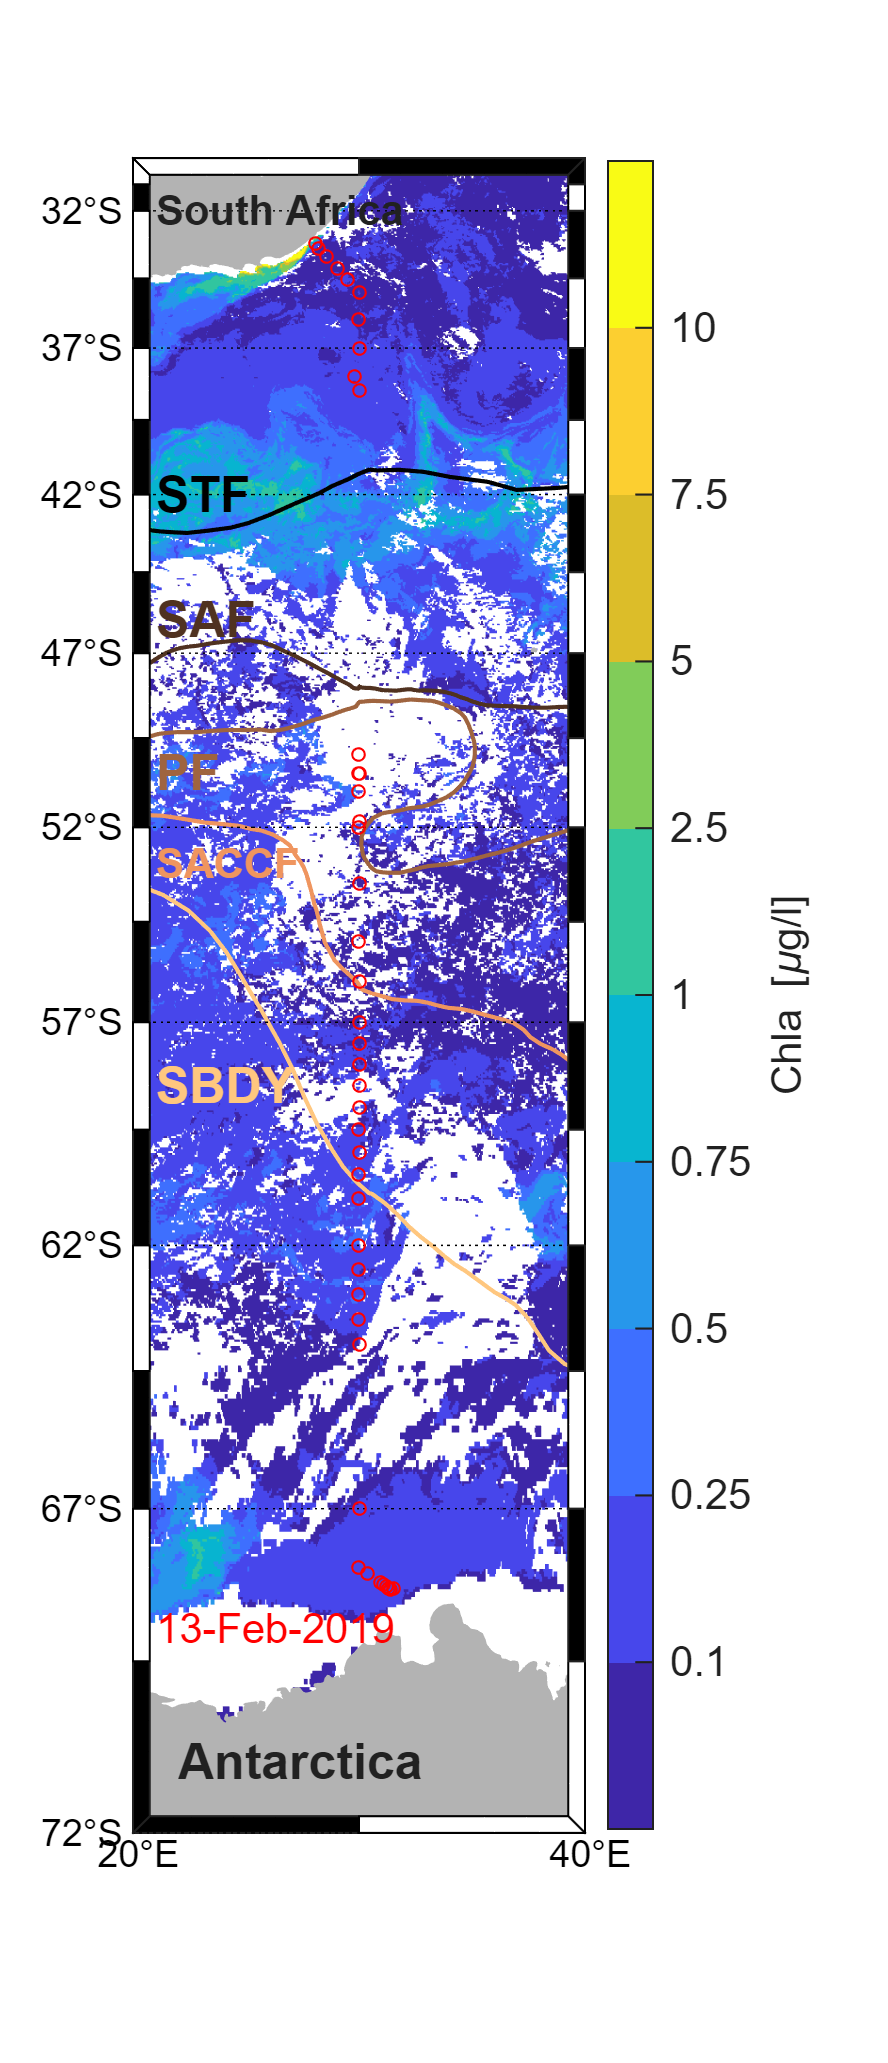 32°S
37°S
42°S
47°S
52°S
57°S
62°S
67°S
72°S
20°E
40°E
South Africa
STF
SAF
PF
SACCF
SBDY
13-Feb-2019
Antarctica
10
7.5
5
2.5
1
0.75
0.5
0.25
0.1
Chla [µg/l]